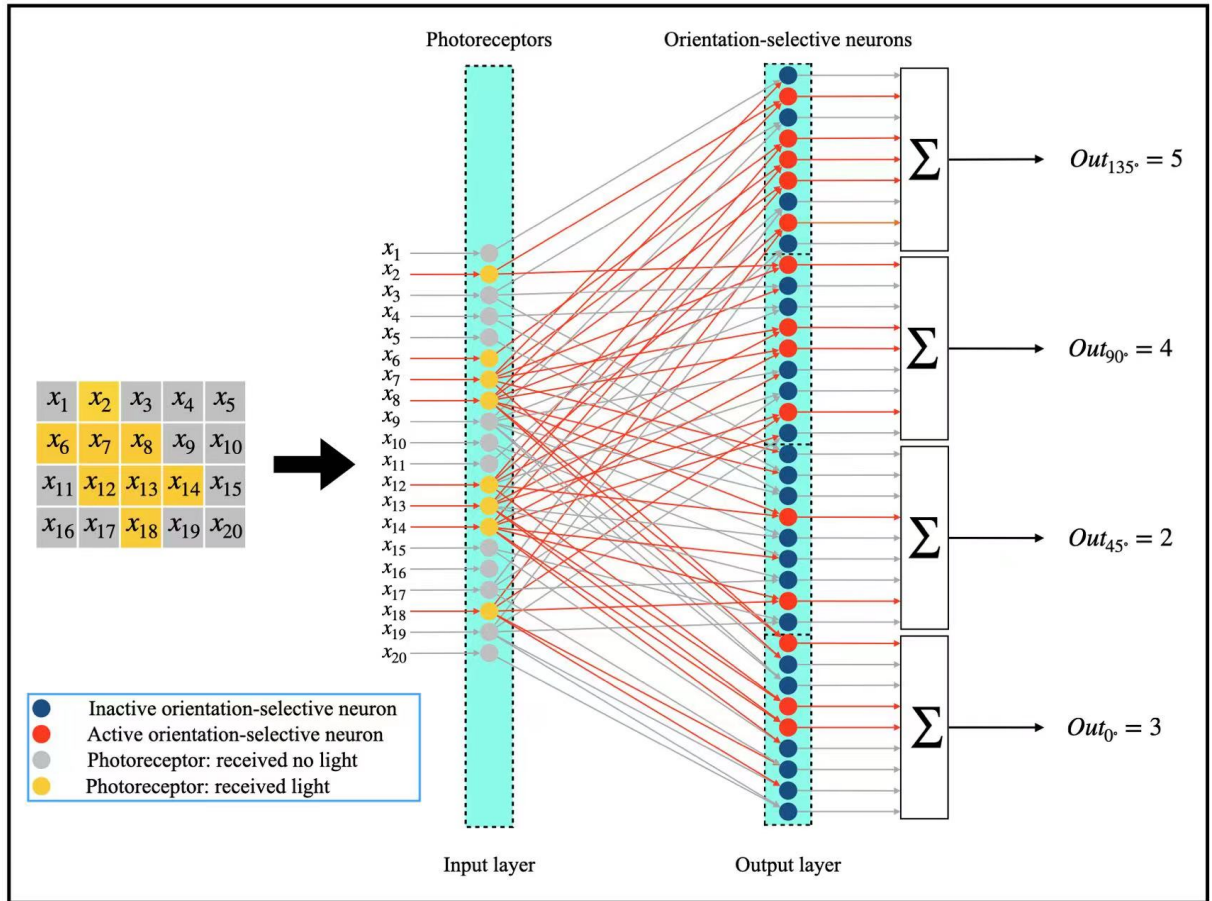 Photoreceptors
Orientation-selective neurons
x1
x2
x3
x4
x5
x6
x7
x8
x9
x10
x11
x12
x13
x14
x15
x16
x17
x18
x19
x20
x1 x2 x3 x4 x5
x6 x7 x8 x9 x10
x11 x12 x13 x14 x15
x16 x17 x18 x19 x20
∑
∑
∑
∑
Out135° = 5
Out90° = 4
Out45° = 2
Out0° = 3
Inactive orientation-selective neuron
Active orientation-selective neuron
Photoreceptor: received no light
Photoreceptor: received light
Input layer
Output layer